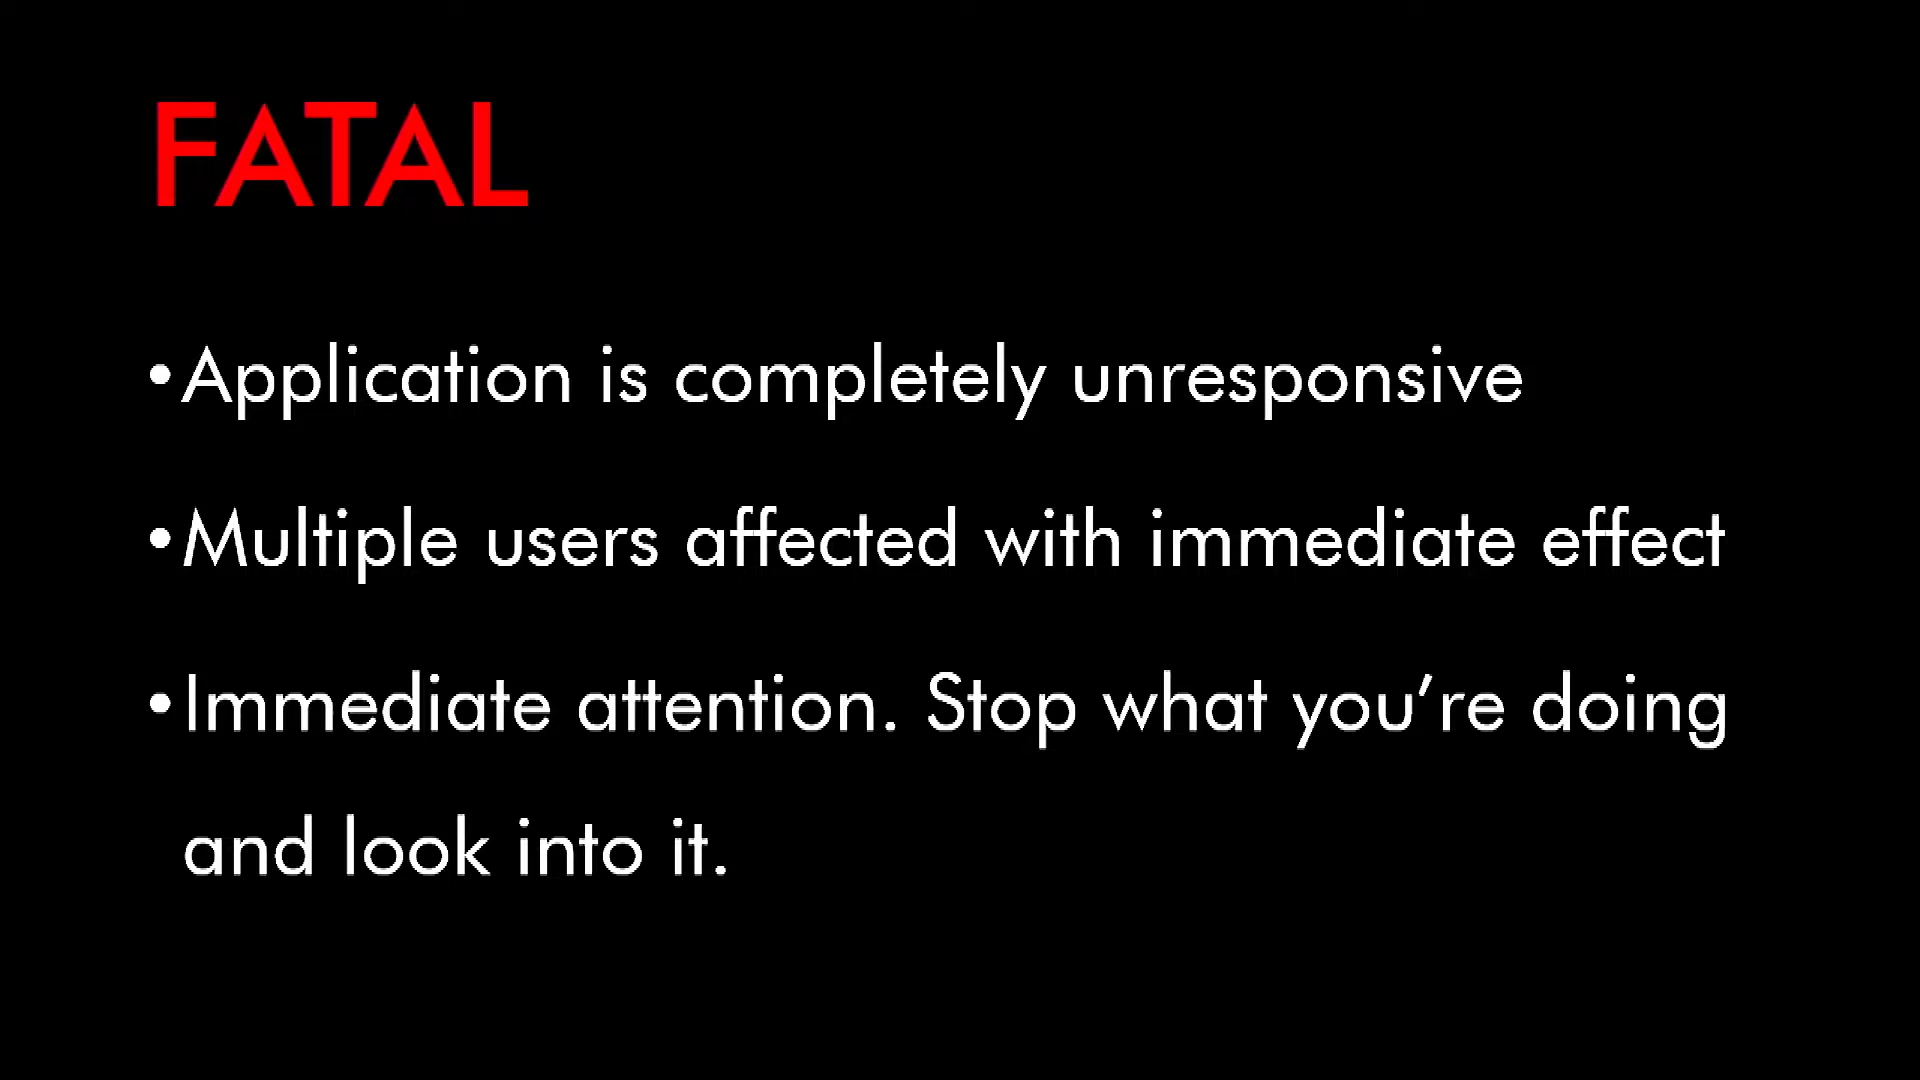 FATAL
•Application is completely unresponsive
•Multiple users affected with immediate effect
•Immediate attention. Stop what you’re doing
and look into it.